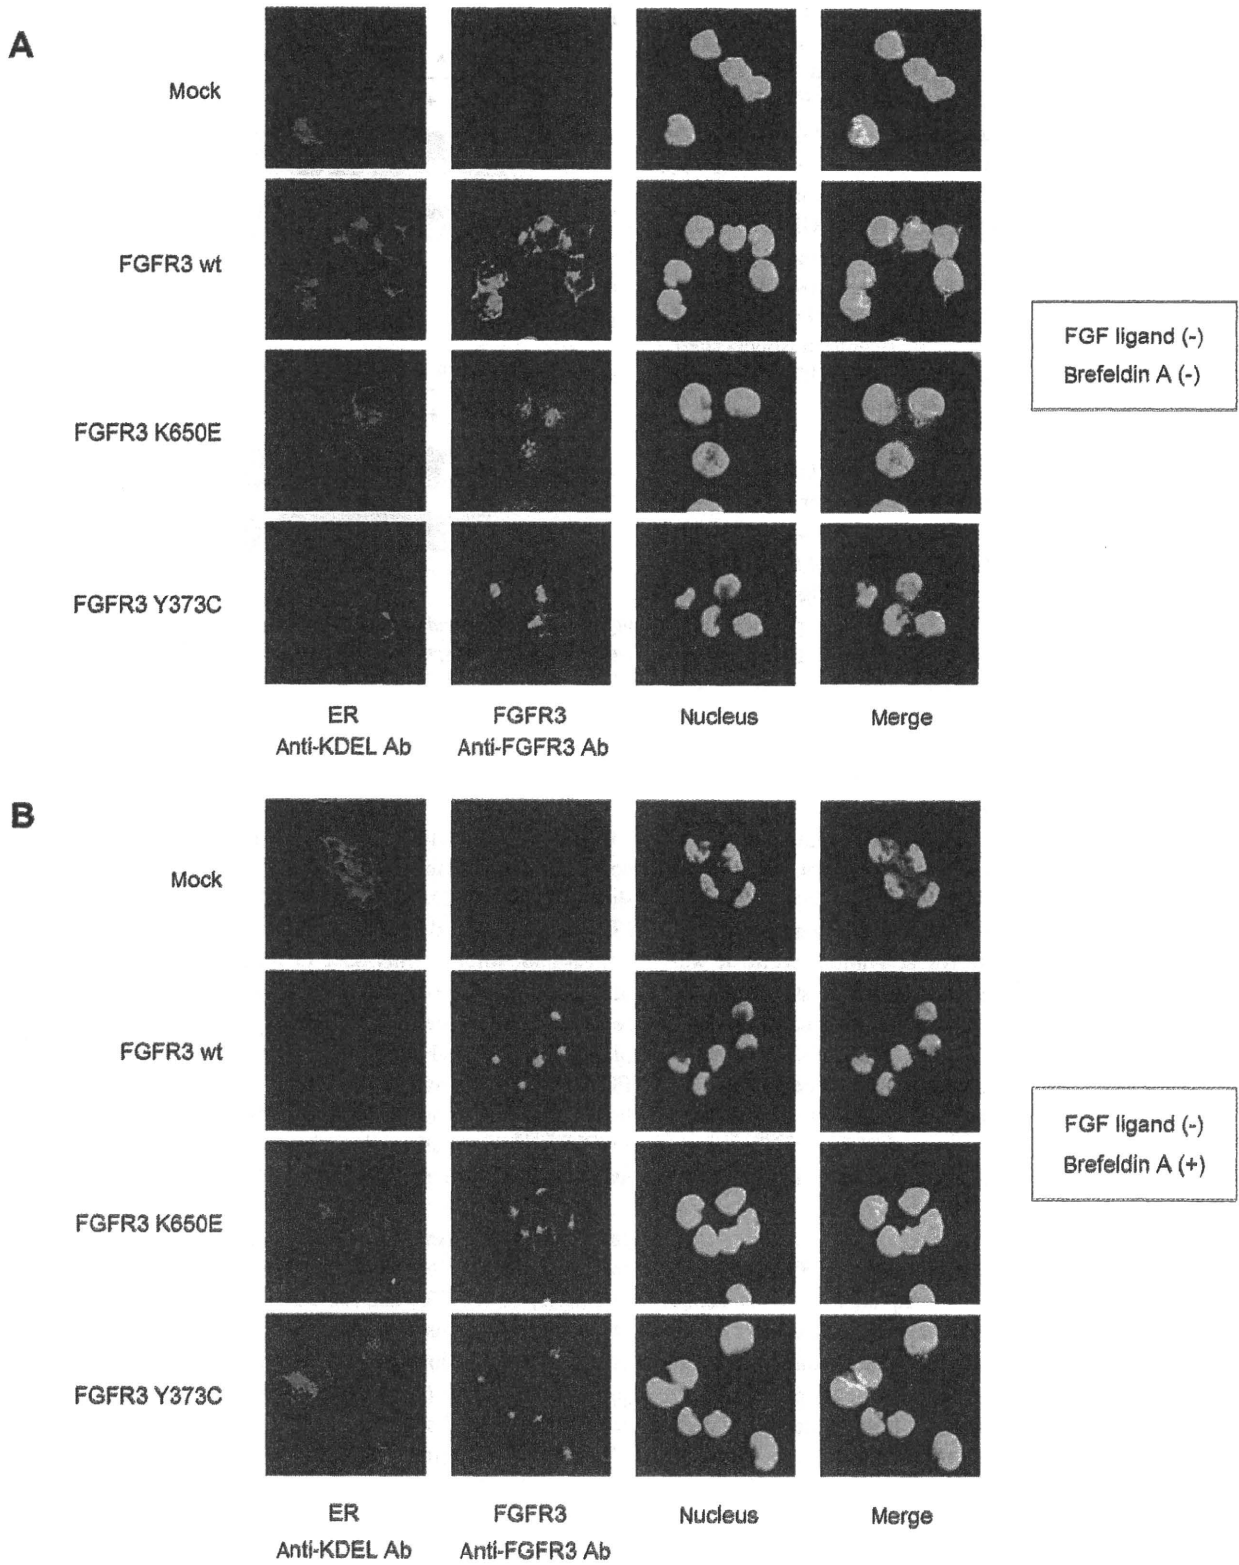 A
Mock
FGFR3 wt
FGF ligand (-)
Brefeldin A (-)
FGFR3 K650E
FGFR3 Y373C
ER
Anti-KDEL Ab
FGFR3
Anti-FGFR3 Ab
Nucleus
Merge
B
Mock
FGFR3 wt
FGF ligand (-)
Brefeldin A (+)
FGFR3 K650E
FGFR3 Y373C
ER
Anti-KDEL Ab
FGFR3
Anti-FGFR3 Ab
Nucleus
Merge